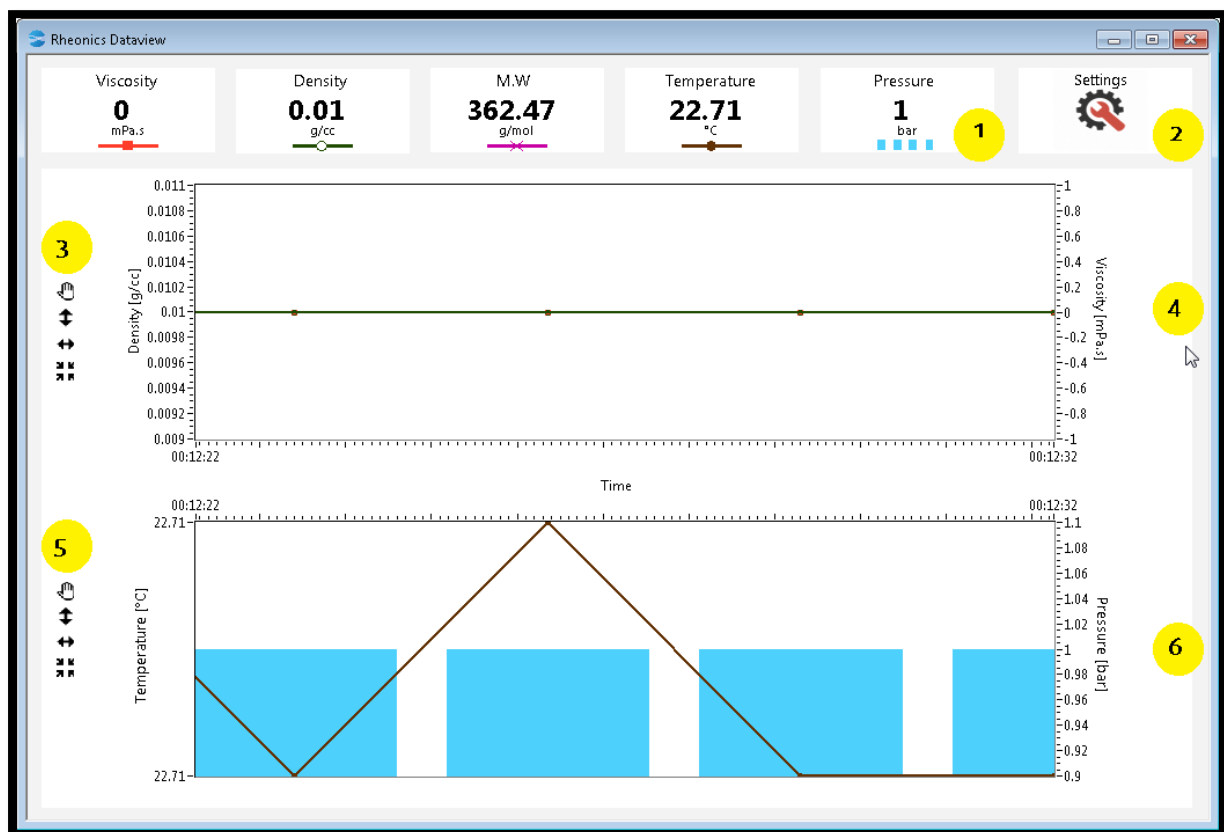 Rheonics Dataview
Viscosity
0
mPa.s
Density
0.01
g/cc
M.W
362.47
g/mol
Temperature
22.71
°C
Pressure
1
bar
1
Settings
2
3
Density [g/cc]
0.011
0.0108
0.0106
0.0104
0.0102
0.01
0.0098
0.0096
0.0094
0.0092
0.009
1
0.8
0.6
0.4
0.2
0
-0.2
-0.4
-0.6
-0.8
-1
Viscosity [mPa.s]
4
00:12:22
00:12:32
Time
00:12:22
00:12:32
5
Temperature [°C]
22.71
22.71
1.1
1.08
1.06
1.04
1.02
1
0.98
0.96
0.94
0.92
0.9
Pressure [bar]
6